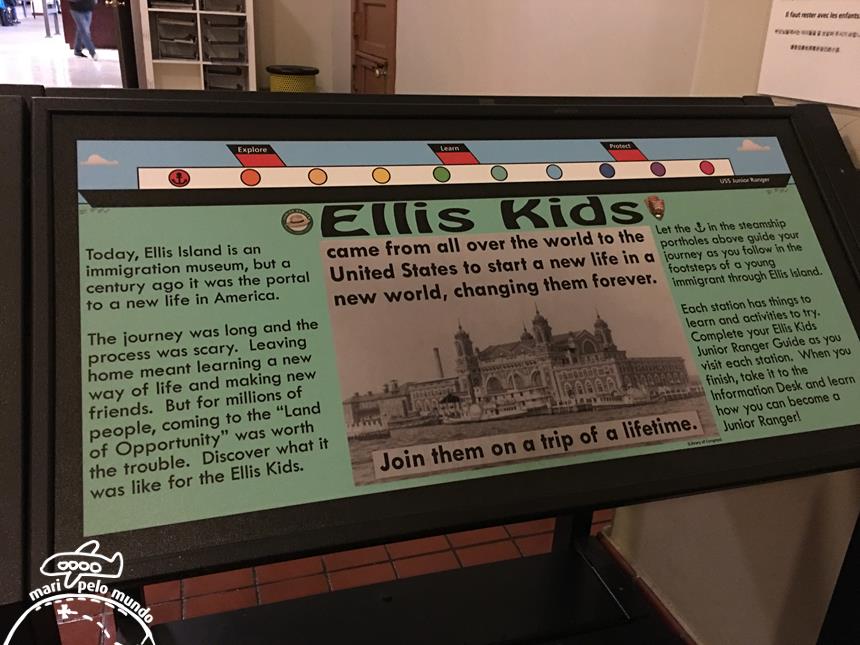 Il faut rester avec les enfants
Explore
Learn
Protect
USS Junior Ranger
Ellis Kids
Today, Ellis Island is an
immigration museum, but a
century ago it was the portal
to a new life in America.
The journey was long and the
process was scary. Leaving
home meant learning a new
way of life and making new
friends. But for millions of
people, coming to the “Land
of Opportunity” was worth
the trouble. Discover what it
was like for the Ellis Kids.
came from all over the world to the
United States to start a new life in a
new world, changing them forever.
Join them on a trip of a lifetime.
(Library of Congress)
Let the ⚓ in the steamship
portholes above guide your
journey as you follow in the
footsteps of a young
immigrant through Ellis Island.
Each station has things to
learn and activities to try.
Complete your Ellis Kids
Junior Ranger Guide as you
visit each station. When you
finish, take it to the
Information Desk and learn
how you can become a
Junior Ranger!
mari pelo mundo